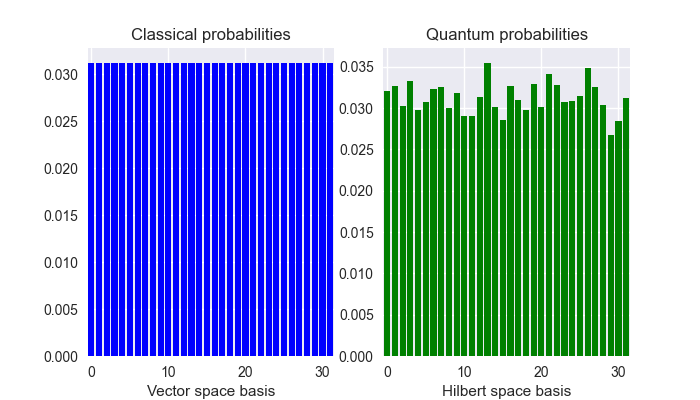 Classical probabilities
0.030
0.025
0.020
0.015
0.010
0.005
0.000
0 10 20 30
Vector space basis
Quantum probabilities
0.035
0.030
0.025
0.020
0.015
0.010
0.005
0.000
0 10 20 30
Hilbert space basis